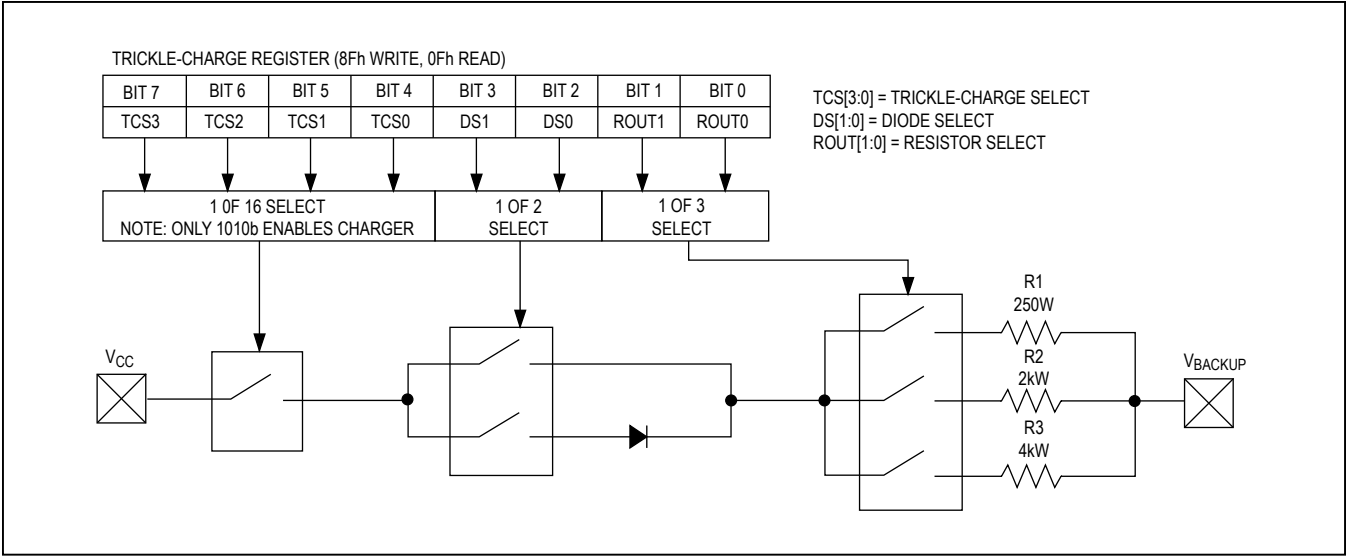 TRICKLE-CHARGE REGISTER (8Fh WRITE, 0Fh READ)
BIT 7 BIT 6 BIT 5 BIT 4 BIT 3 BIT 2 BIT 1 BIT 0
TCS3 TCS2 TCS1 TCS0 DS1 DS0 ROUT1 ROUT0
TCS[3:0] = TRICKLE-CHARGE SELECT
DS[1:0] = DIODE SELECT
ROUT[1:0] = RESISTOR SELECT
1 0F 16 SELECT
NOTE: ONLY 1010b ENABLES CHARGER
1 OF 2
SELECT
1 OF 3
SELECT
R1
250W
VCC
R2
2kW
VBACKUP
R3
4kW